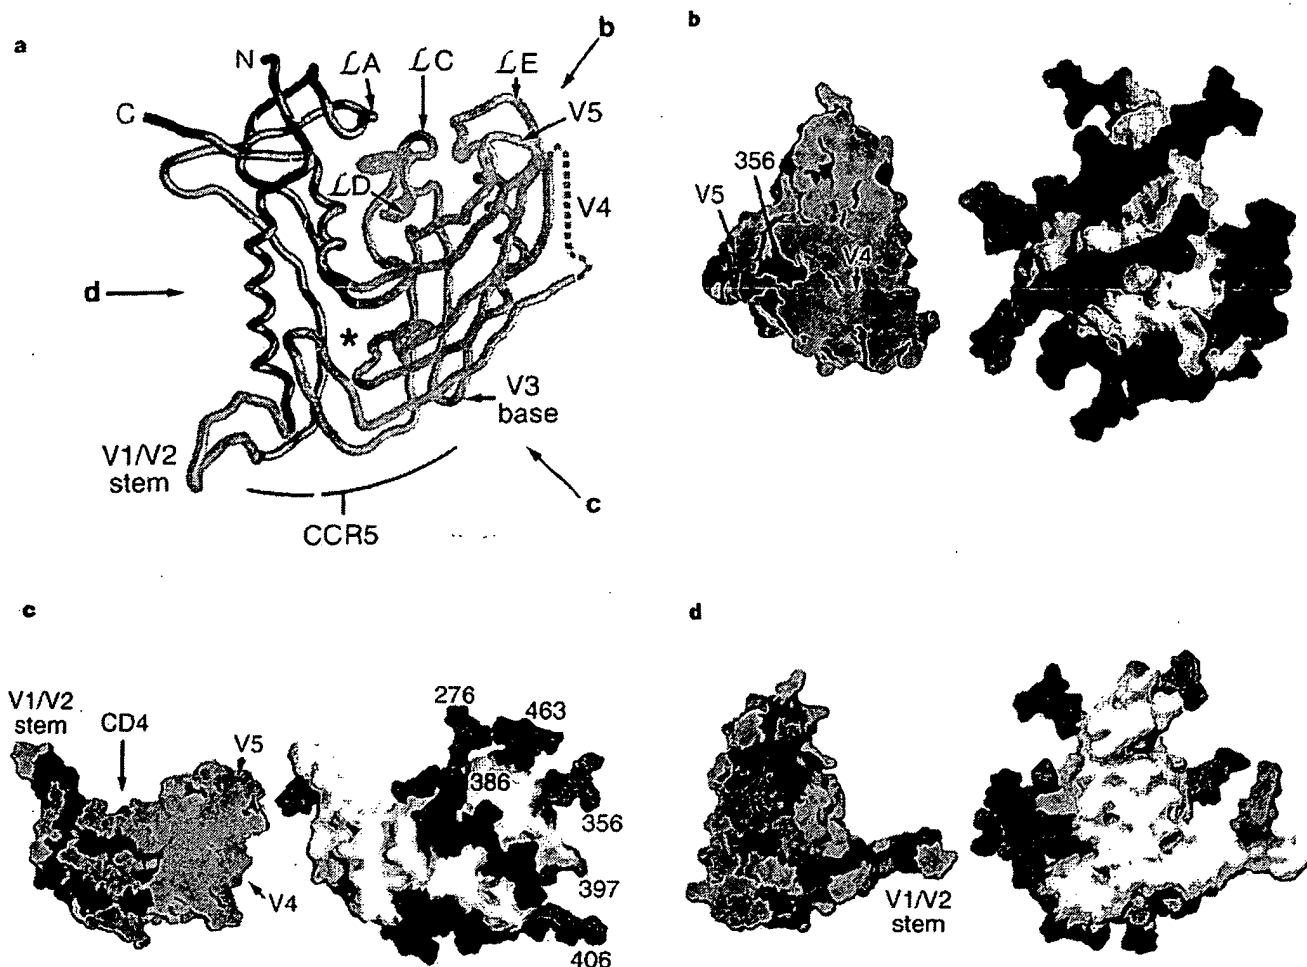 a
N
ℒA
ℒC
ℒE
b
V5
C
ℒD
V4
d
*
V3
base
V1/V2
stem
c
CCR5
b
356
V5
V4
c
V1/V2
stem
CD4
V5
V4
276
463
386
356
397
406
d
V1/V2
stem